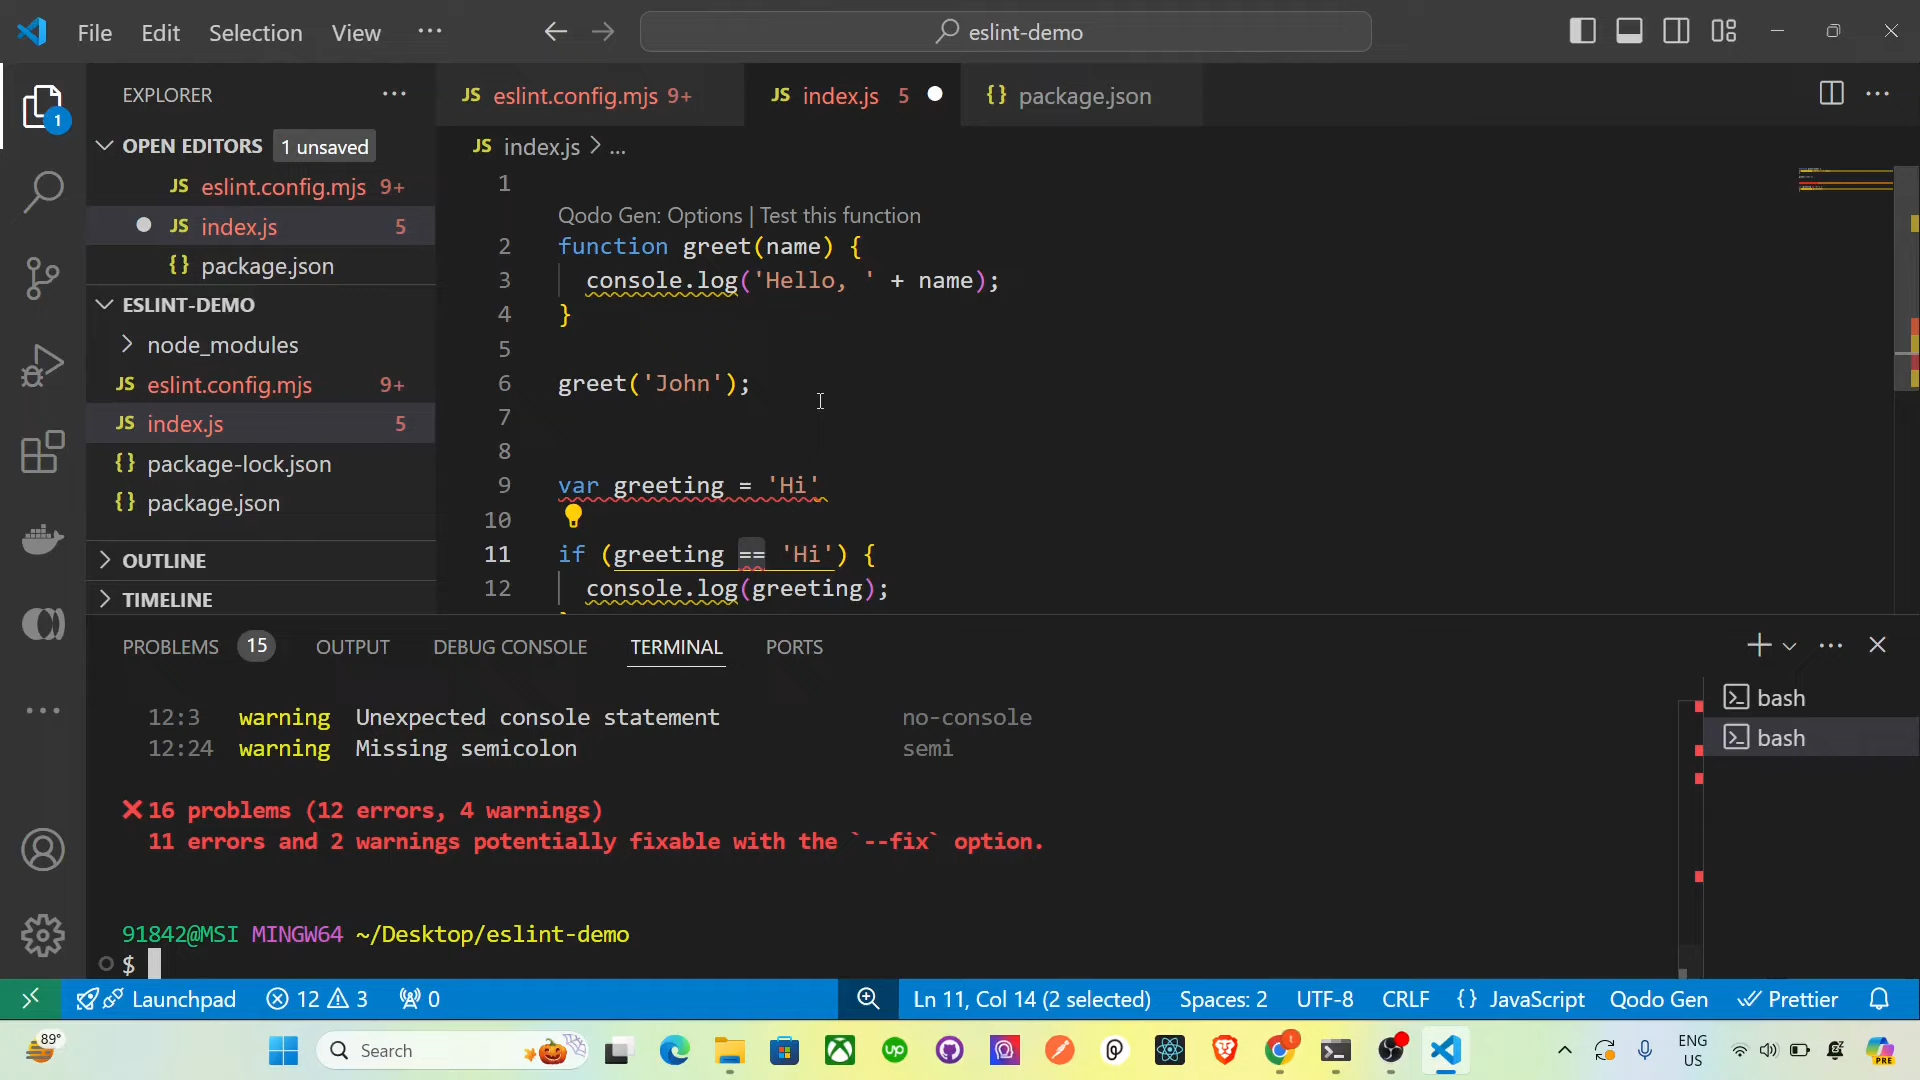 File Edit View ... eslint-demo
EXPLORER ...
1
OPEN EDITORS 1 unsaved
JS eslint.config.mjs 9+
JS index.js 5
{} package.json
ESLINT-DEMO
node_modules
JS eslint.config.mjs 9+
JS index.js 5
{} package-lock.json
{} package.json
OUTLINE
TIMELINE
JS eslint.config.mjs 9+ JS index.js 5 {} package.json
JS index.js > ...
1
Qodo Gen: Options | Test this function
2 function greet(name) {
3 console.log('Hello, ' + name);
4 }
5
6 greet('John');
7
8
9 var greeting = 'Hi'
10
11 if (greeting == 'Hi') {
12 console.log(greeting);
PROBLEMS 15 OUTPUT DEBUG CONSOLE TERMINAL PORTS
12:3 warning Unexpected console statement no-console
12:24 warning Missing semicolon semi
16 problems (12 errors, 4 warnings)
11 errors and 2 warnings potentially fixable with the `--fix` option.
91842@MSI MINGW64 ~/Desktop/eslint-demo
$
bash
bash
Launchpad 12 3 0 Ln 11, Col 14 (2 selected) Spaces: 2 UTF-8 CRLF {} JavaScript Qodo Gen Prettier
89° Search up ENG
US
PRE